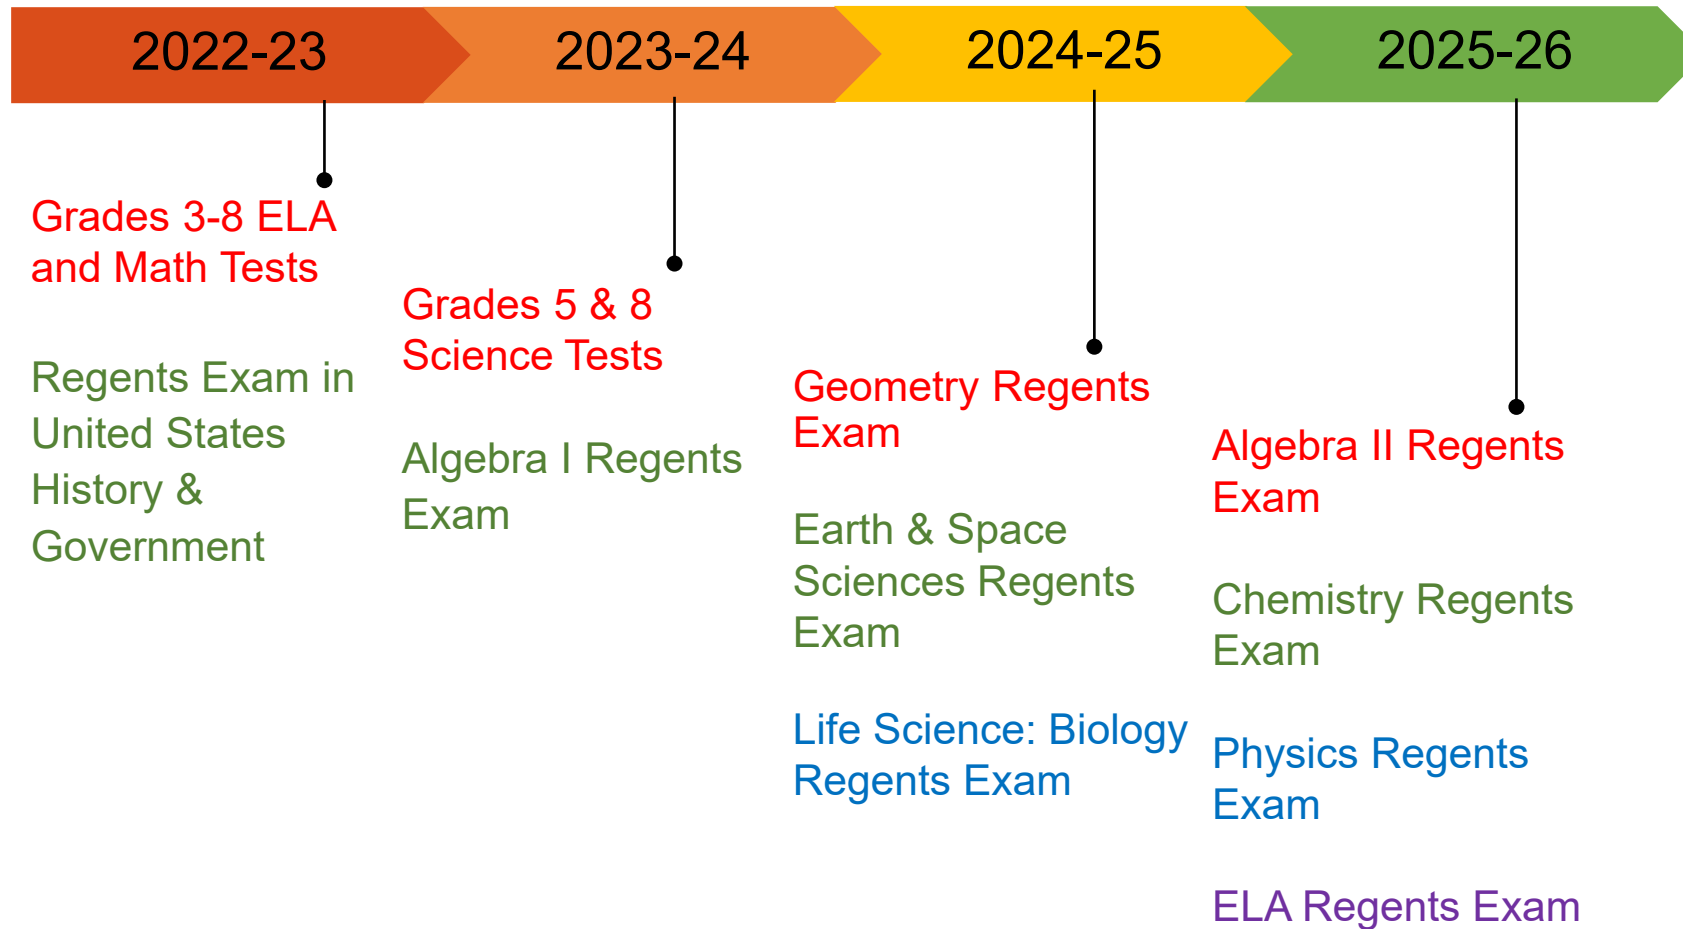 2022-23
2023-24
2024-25
2025-26
Grades 3-8 ELA
and Math Tests
Regents Exam in
United States
History &
Government
Grades 5 & 8
Science Tests
Algebra I Regents
Exam
Geometry Regents
Exam
Earth & Space
Sciences Regents
Exam
Life Science: Biology
Regents Exam
Algebra II Regents
Exam
Chemistry Regents
Exam
Physics Regents
Exam
ELA Regents Exam